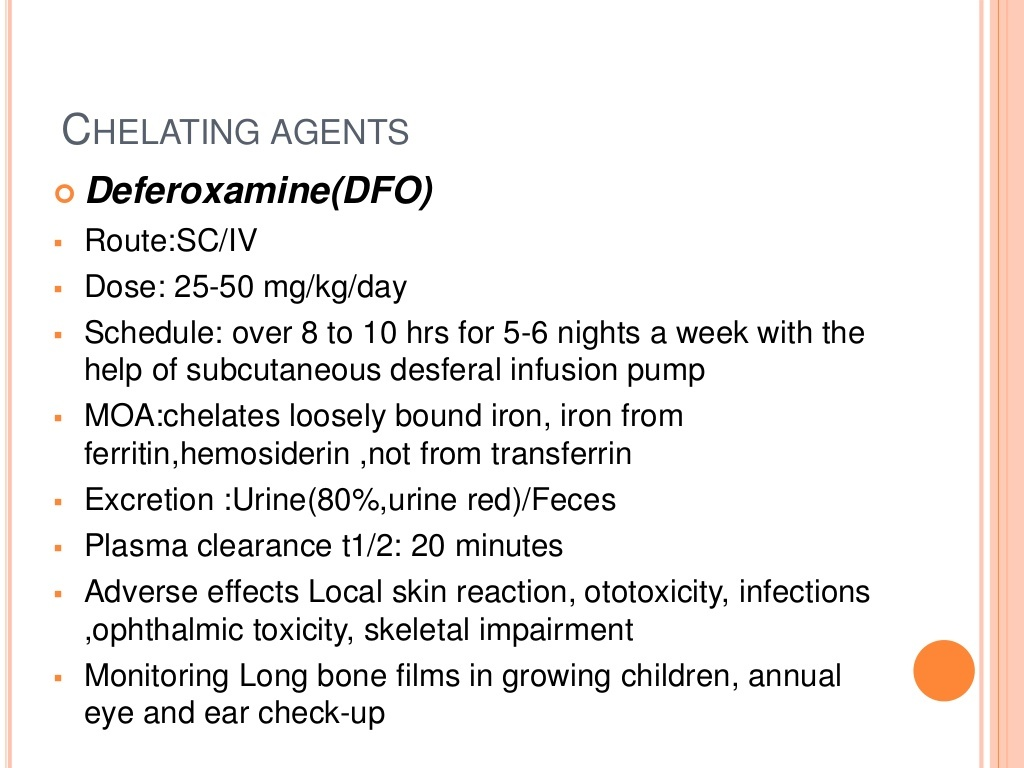 CHELATING AGENTS
Deferoxamine(DFO)
Route:SC/IV
Dose: 25-50 mg/kg/day
Schedule: over 8 to 10 hrs for 5-6 nights a week with the
help of subcutaneous desferal infusion pump
MOA:chelates loosely bound iron, iron from
ferritin,hemosiderin ,not from transferrin
Excretion :Urine(80%,urine red)/Feces
Plasma clearance t1/2: 20 minutes
Adverse effects Local skin reaction, ototoxicity, infections
,ophthalmic toxicity, skeletal impairment
Monitoring Long bone films in growing children, annual
eye and ear check-up